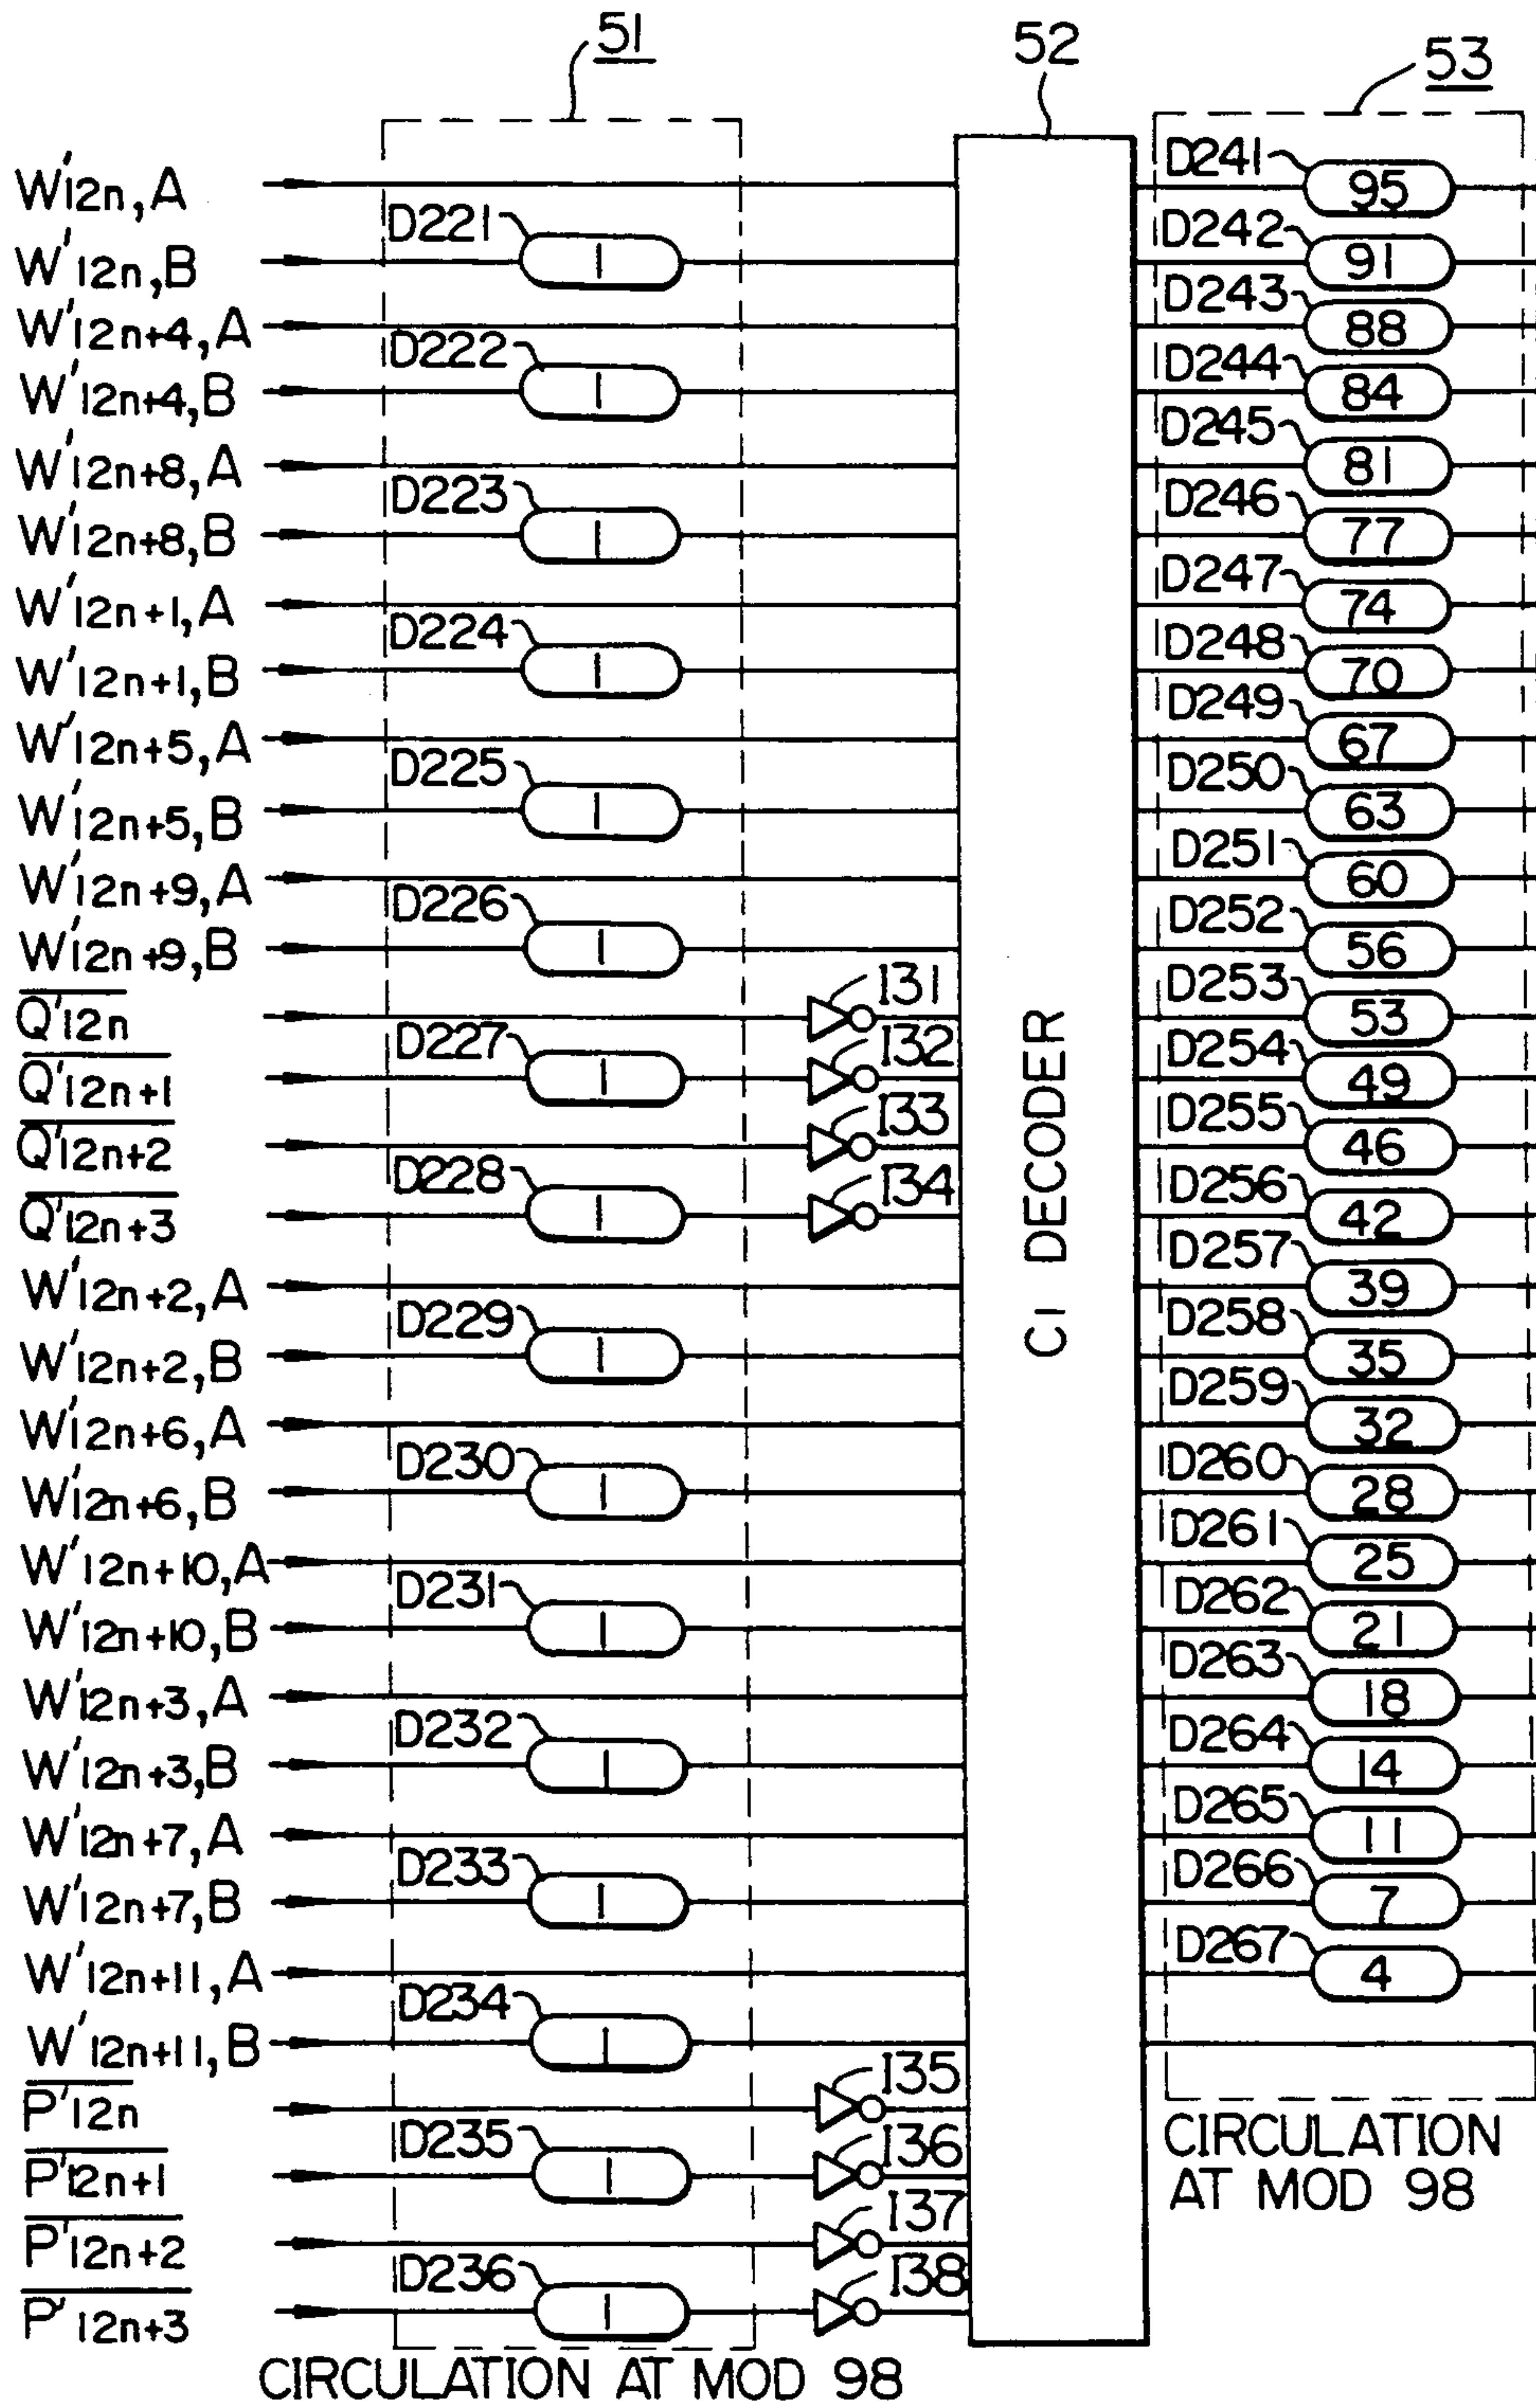 51
52
53
W'12n,A
D241
95
D221
W'12n,B
1
D242
91
W'12n+4,A
D243
88
D222
W'12n+4,B
1
D244
84
W'12n+8,A
D245
81
D223
W'12n+8,B
1
D246
77
W'12n+1,A
D247
74
D224
W'12n+1,B
1
D248
70
W'12n+5,A
D249
67
D225
W'12n+5,B
1
D250
63
W'12n+9,A
D251
60
D226
W'12n+9,B
1
D252
56
Q'12n
I31
D253
53
D227
Q'12n+1
1
I32
D254
49
Q'12n+2
I33
D255
46
D228
Q'12n+3
1
I34
D256
42
C1 DECODER
W'12n+2,A
D257
39
D229
W'12n+2,B
1
D258
35
W'12n+6,A
D259
32
D230
W'12n+6,B
1
D260
28
W'12n+10,A
D261
25
D231
W'12n+10,B
1
D262
21
W'12n+3,A
D263
18
D232
W'12n+3,B
1
D264
14
W'12n+7,A
D265
11
D233
W'12n+7,B
1
D266
7
W'12n+11,A
D267
4
D234
W'12n+11,B
1
P'12n
I35
D235
P'12n+1
1
I36
P'12n+2
I37
D236
P'12n+3
1
I38
CIRCULATION
AT MOD 98
CIRCULATION AT MOD 98